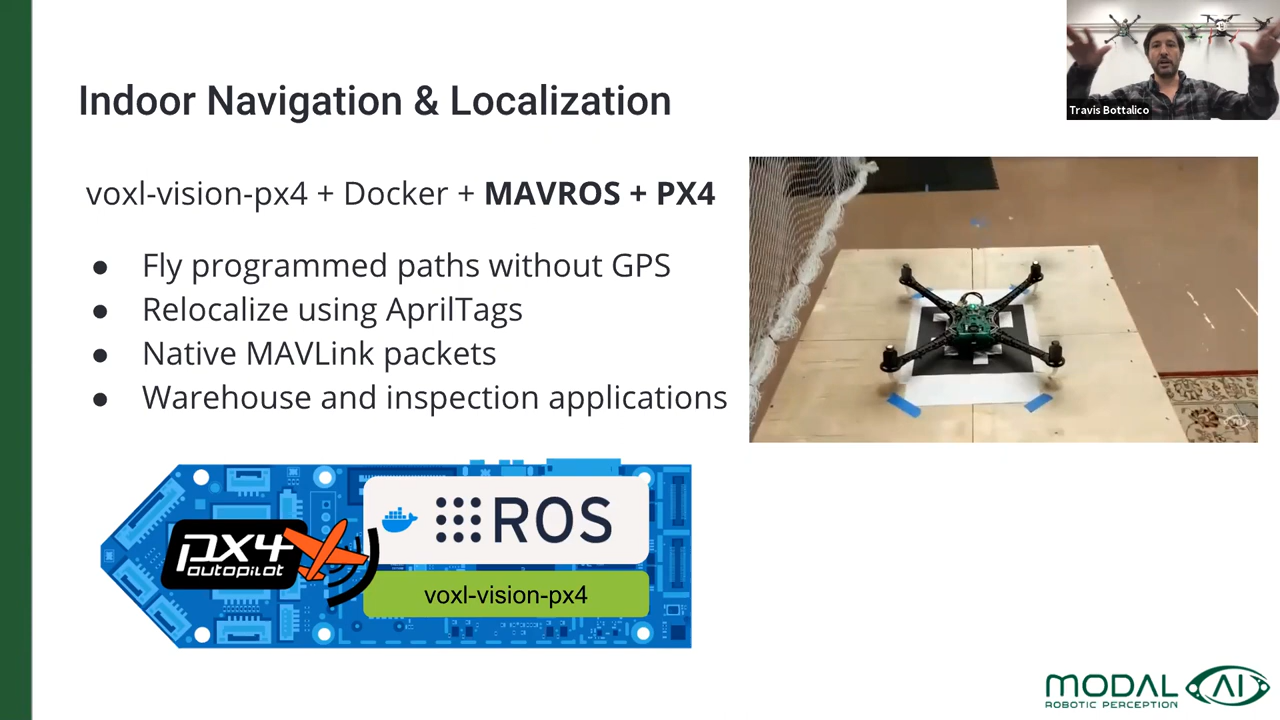 Travis Bottalico
Indoor Navigation & Localization
voxl-vision-px4 + Docker + MAVROS + PX4
● Fly programmed paths without GPS
● Relocalize using AprilTags
● Native MAVLink packets
● Warehouse and inspection applications
px4
autopilot
ROS
voxl-vision-px4
MODAL AI
ROBOTIC PERCEPTION